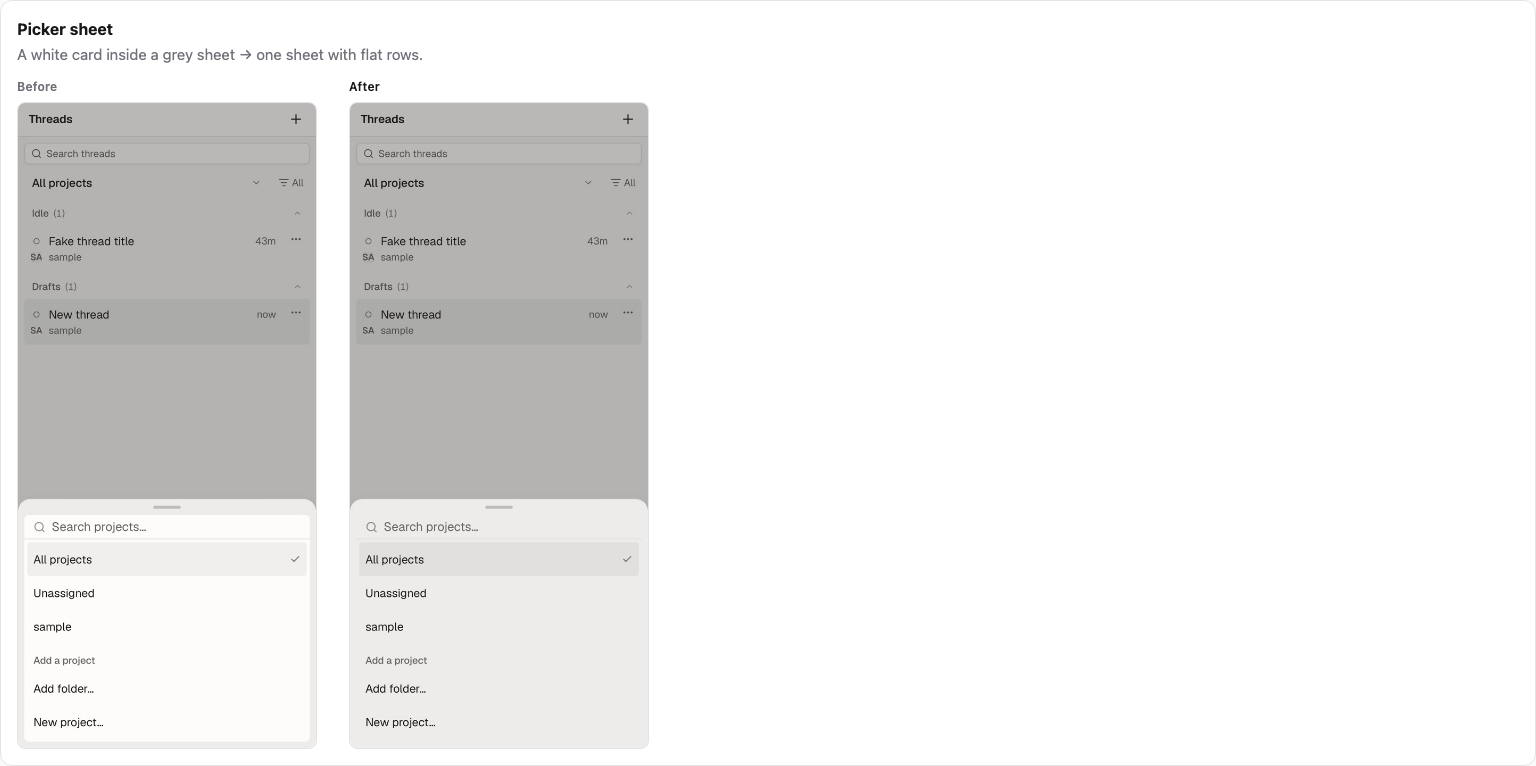 Picker sheet
A white card inside a grey sheet → one sheet with flat rows.
Before
Threads
Search threads
All projects
All
Idle (1)
Fake thread title 43m
SA sample
Drafts (1)
New thread now
SA sample
Search projects…
All projects
Unassigned
sample
Add a project
Add folder…
New project…
After
Threads
Search threads
All projects
All
Idle (1)
Fake thread title 43m
SA sample
Drafts (1)
New thread now
SA sample
Search projects…
All projects
Unassigned
sample
Add a project
Add folder…
New project…